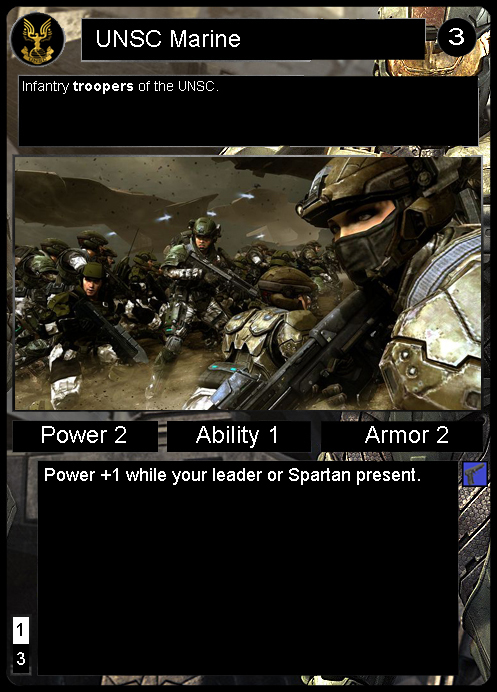 UNSC Marine
3
Infantry troopers of the UNSC.
Power 2
Ability 1
Armor 2
Power +1 while your leader or Spartan present.
1
3